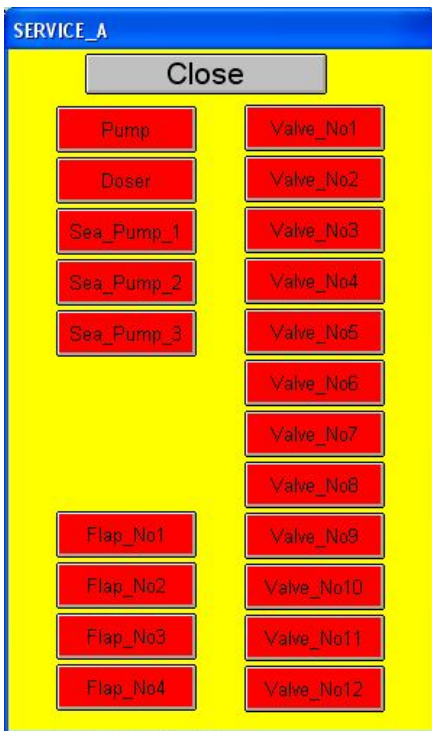 SERVICE_A
Close
Pump
Doser
Sea_Pump_1
Sea_Pump_2
Sea_Pump_3
Flap_No1
Flap_No2
Flap_No3
Flap_No4
Valve_No1
Valve_No2
Valve_No3
Valve_No4
Valve_No5
Valve_No6
Valve_No7
Valve_No8
Valve_No9
Valve_No10
Valve_No11
Valve_No12